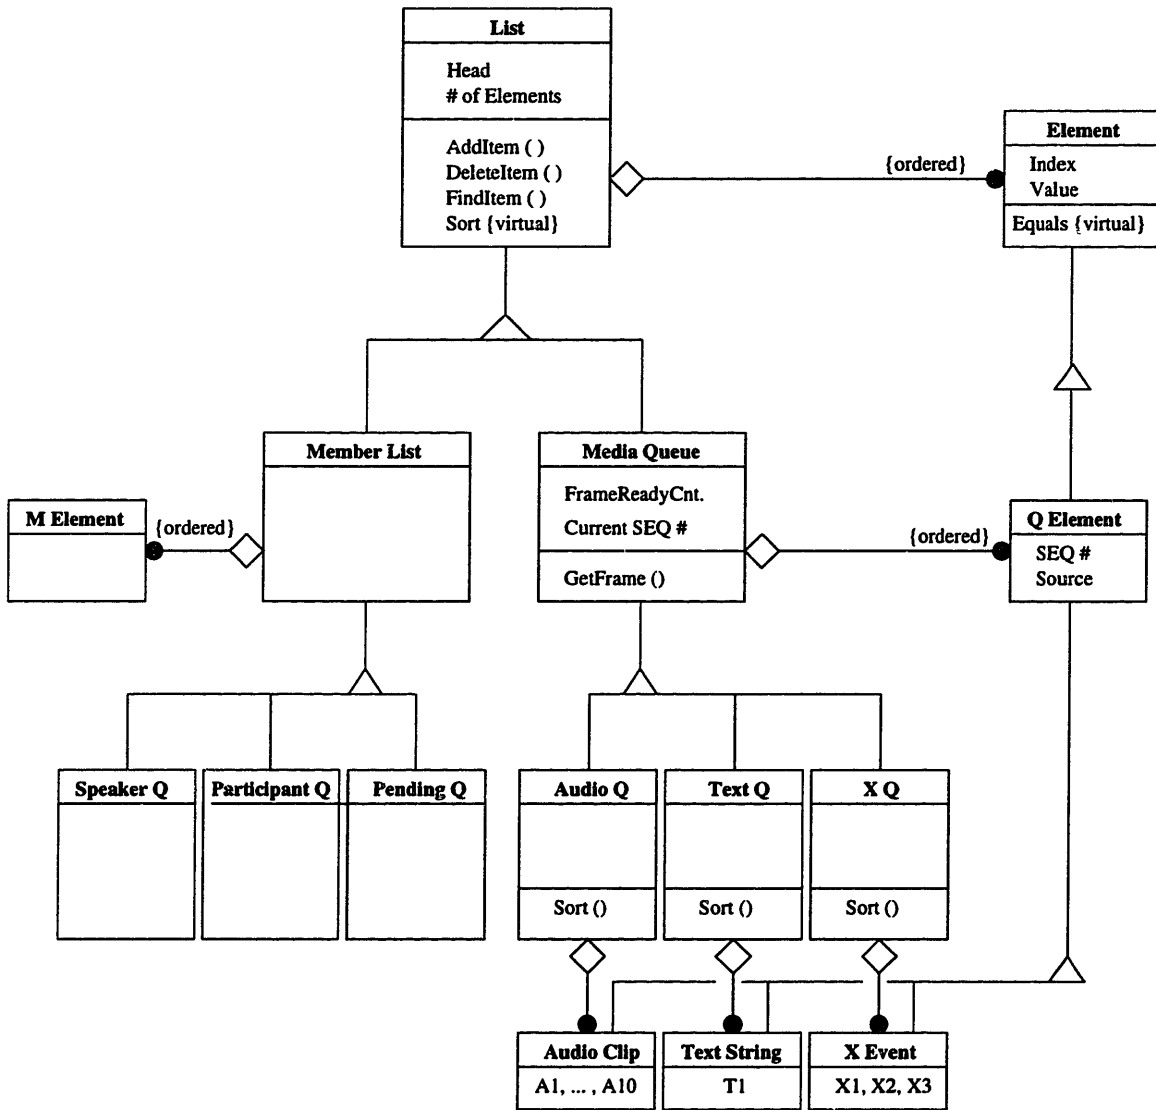 List
Head
# of Elements
AddItem ( )
DeleteItem ( )
FindItem ( )
Sort {virtual}
{ordered}
Element
Index
Value
Equals {virtual}
Member List
Media Queue
FrameReadyCnt.
Current SEQ #
GetFrame ()
M Element
{ordered}
{ordered}
Q Element
SEQ #
Source
Speaker Q
Participant Q
Pending Q
Audio Q
Text Q
X Q
Sort ()
Sort ()
Sort ()
Audio Clip
A1, ... , A10
Text String
T1
X Event
X1, X2, X3